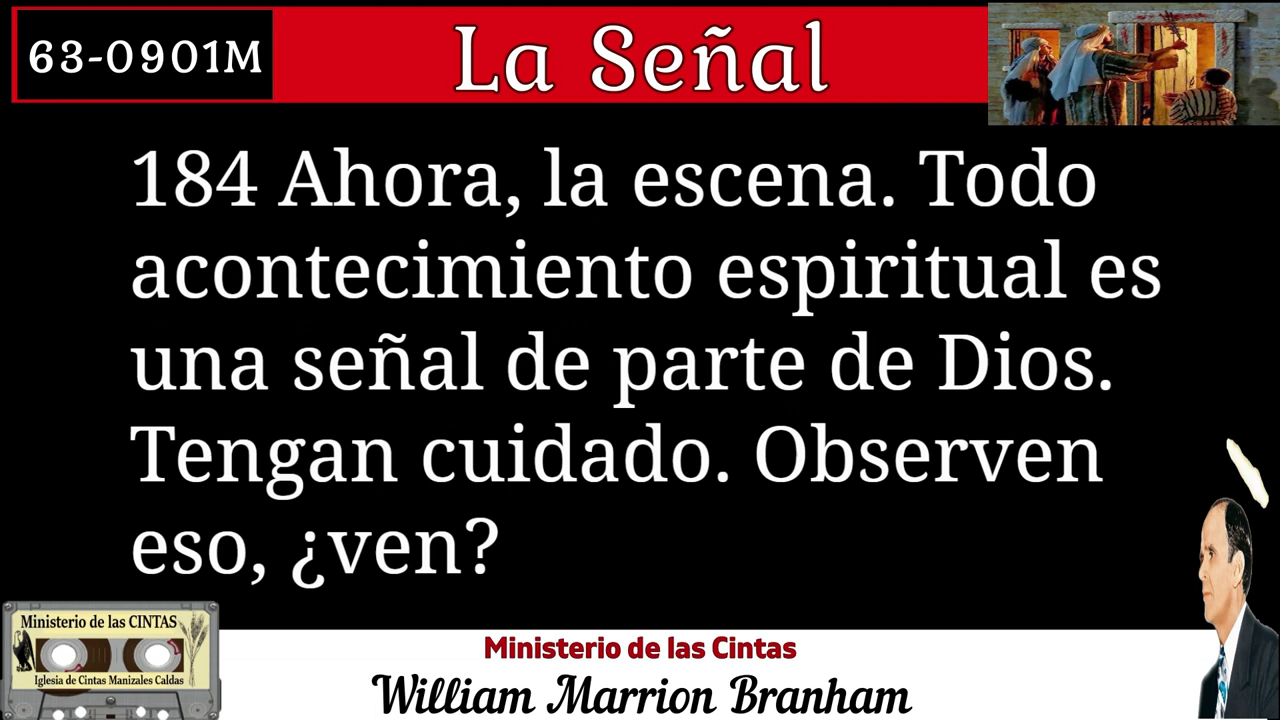 63-0901M
La Señal
184 Ahora, la escena. Todo
acontecimiento espiritual es
una señal de parte de Dios.
Tengan cuidado. Observen
eso, ¿ven?
Ministerio de las CINTAS
Iglesia de Cintas Manizales Caldas
Ministerio de las Cintas
William Marrion Branham